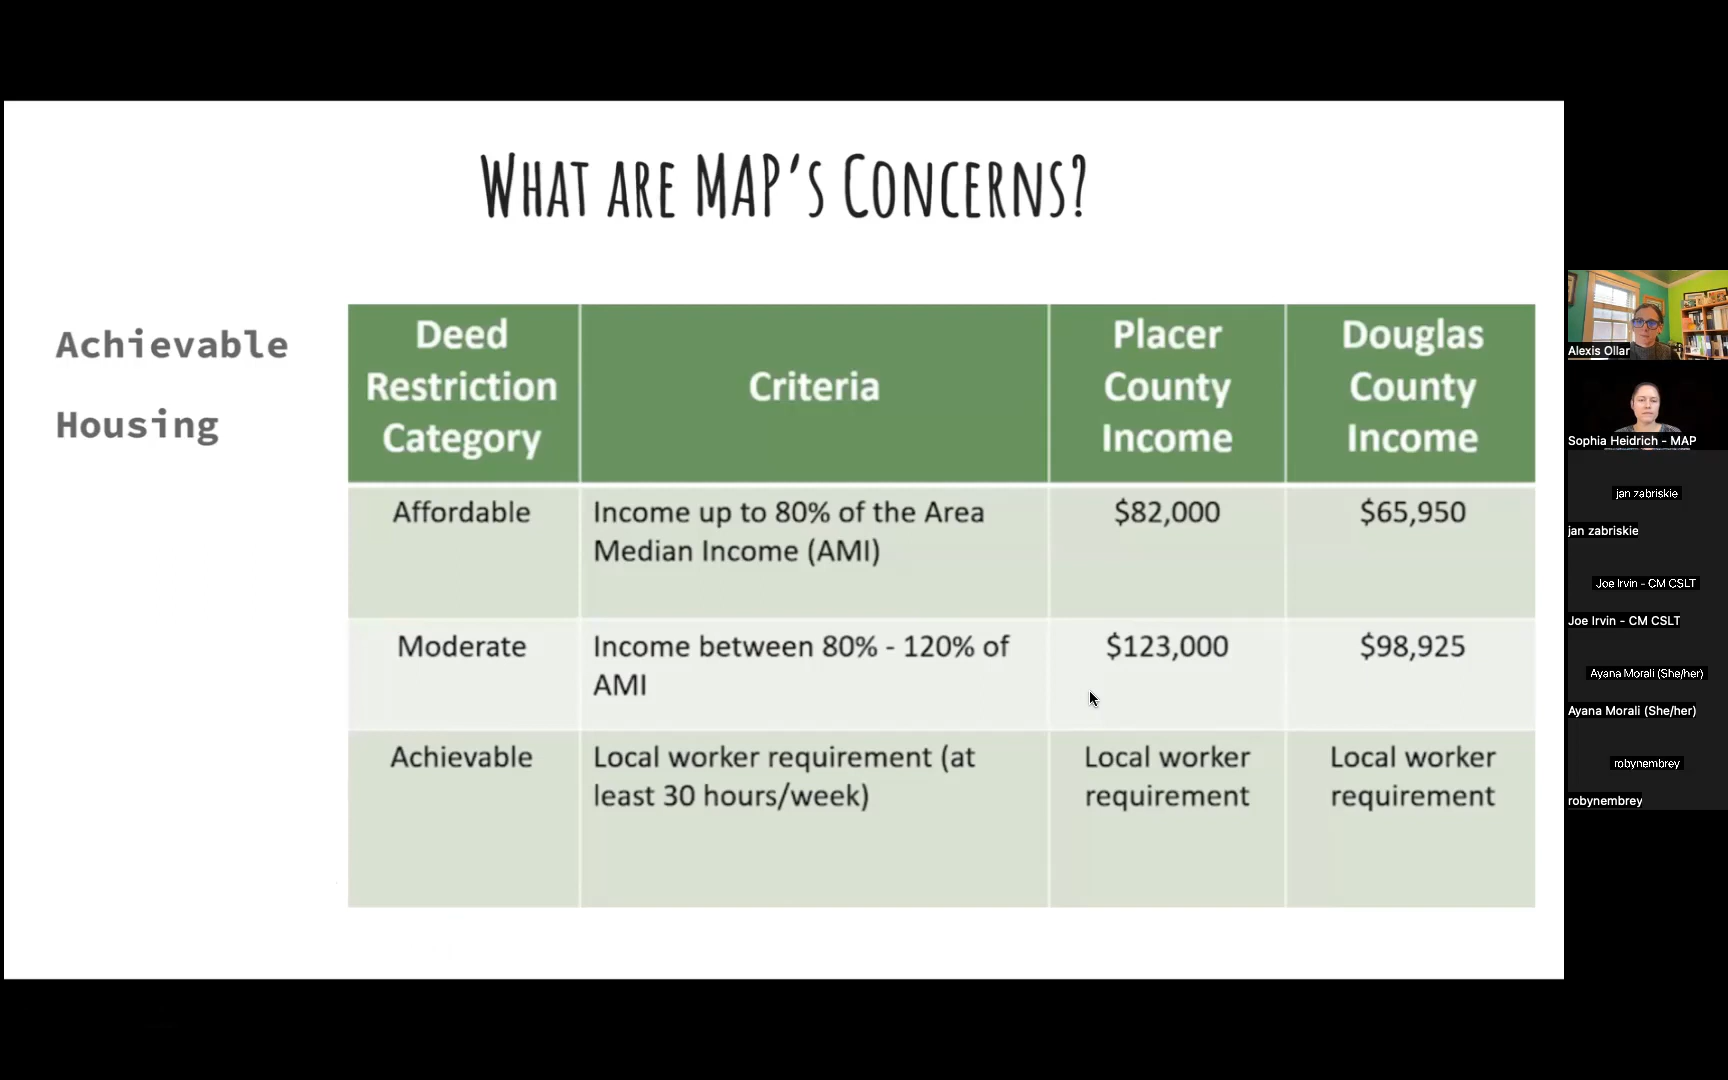 WHAT ARE MAP'S CONCERNS?
Achievable
Housing
Deed
Restriction
Category
Criteria
Placer
County
Income
Douglas
County
Income
Affordable
Income up to 80% of the Area
Median Income (AMI)
$82,000
$65,950
Moderate
Income between 80% - 120% of
AMI
$123,000
$98,925
Achievable
Local worker requirement (at
least 30 hours/week)
Local worker
requirement
Local worker
requirement
Alexis Ollar
Sophia Heidrich - MAP
jan zabriskie
jan zabriskie
Joe Irvin - CM CSLT
Joe Irvin - CM CSLT
Ayana Morali (She/her)
Ayana Morali (She/her)
robynembrey
robynembrey